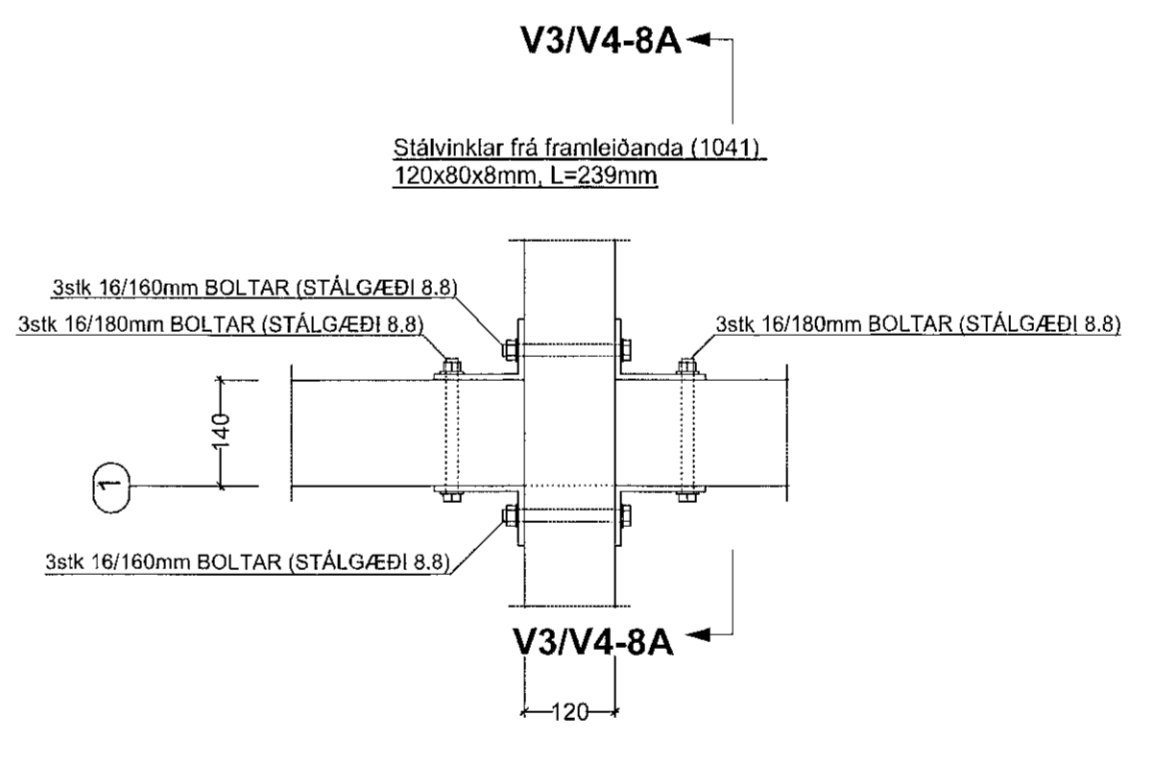 V3/V4-8A
Stálvinklar frá framleiðanda (1041)
120x80x8mm, L=239mm
3stk 16/160mm BOLTAR (STÁLGÆÐI 8.8)
3stk 16/180mm BOLTAR (STÁLGÆÐI 8.8)
3stk 16/180mm BOLTAR (STÁLGÆÐI 8.8)
140
1
3stk 16/160mm BOLTAR (STÁLGÆÐI 8.8)
V3/V4-8A
120